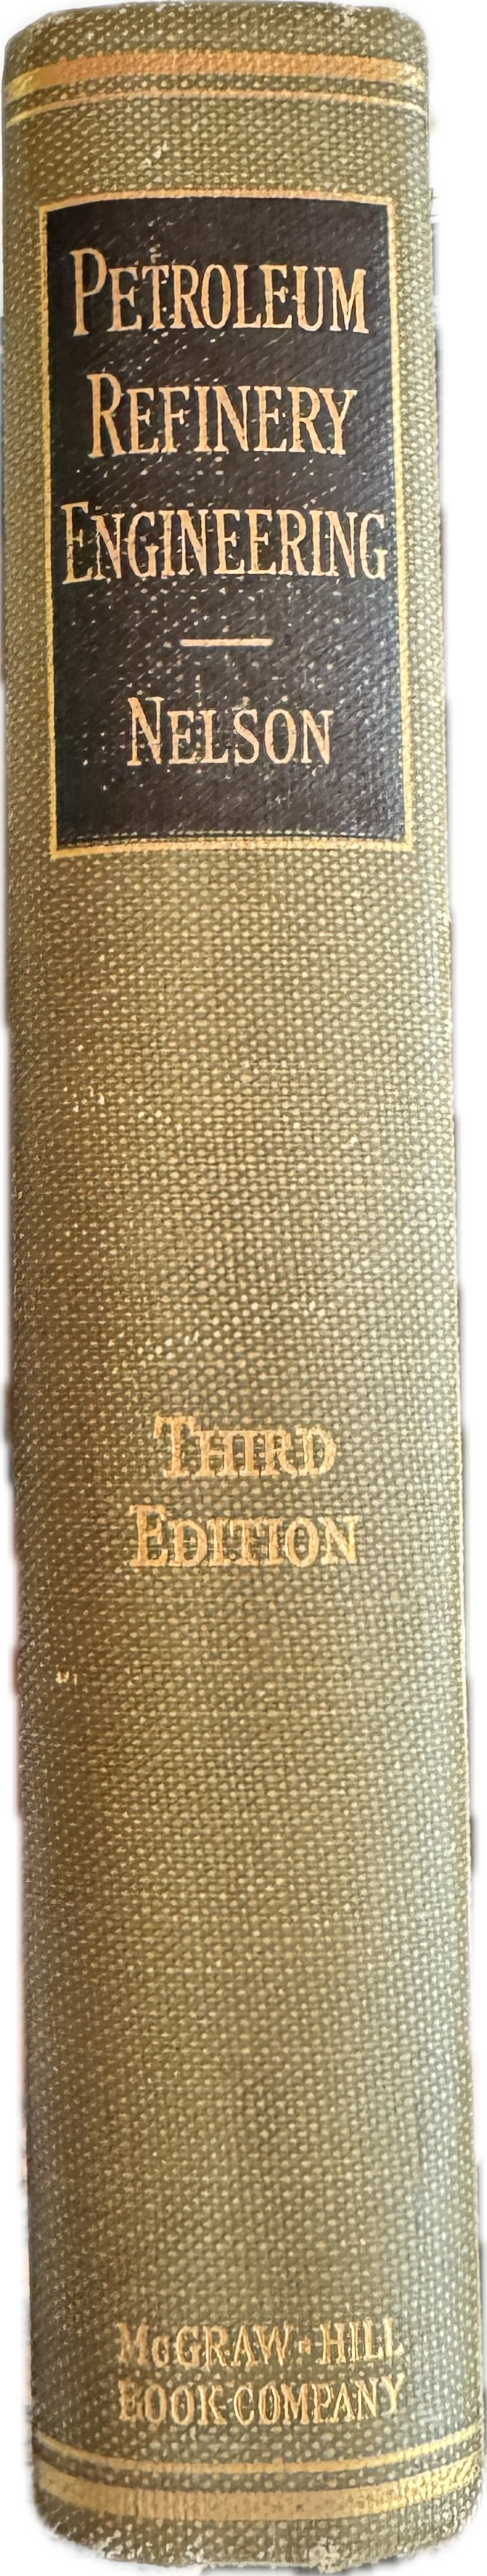 PETROLEUM
REFINERY
ENGINEERING
NELSON
THIRD
EDITION
McGRAW-HILL
BOOK COMPANY